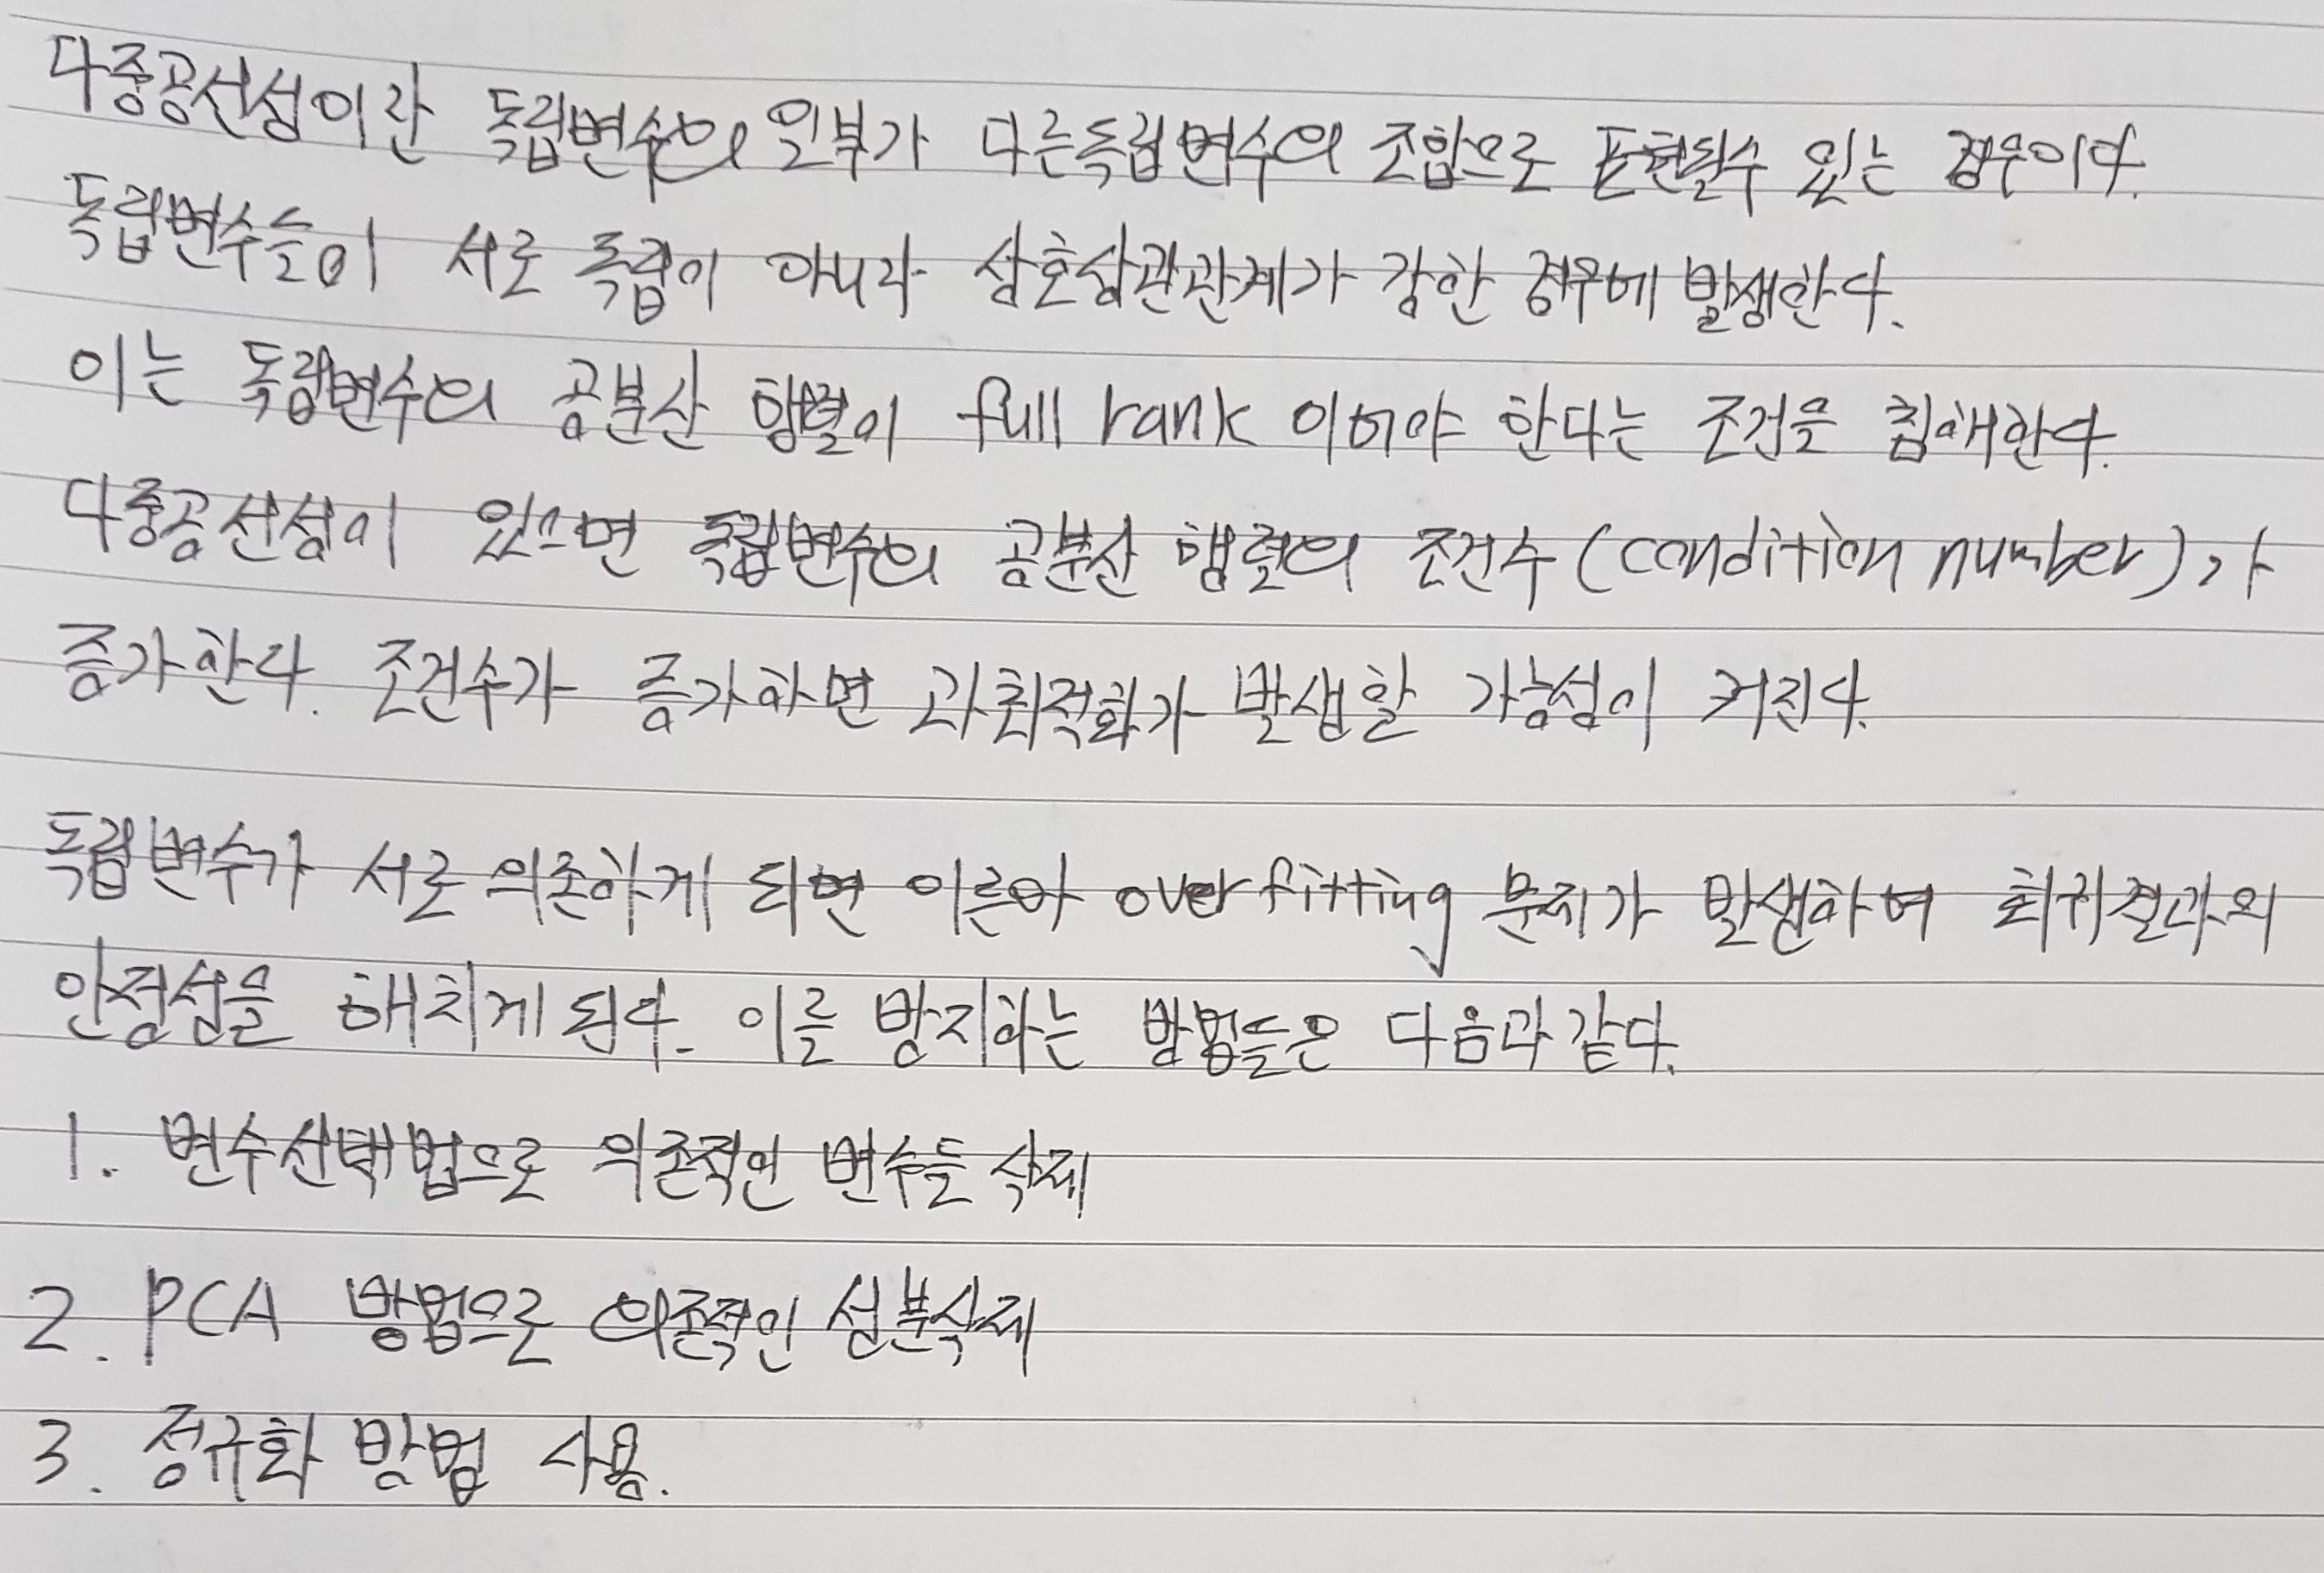 다중공선성이란 독립변수의 일부가 다른독립변수의 조합으로 표현될수 있는 경우이다.
독립변수들이 서로 독립이 아니라 상호상관관계가 강한 경우에 발생한다.
이는 독립변수의 공분산 행렬이 full rank 이어야 한다는 조건을 침해한다.
다중공선성이 있으면 독립변수의 공분산 행렬의 조건수(condition number)가
증가한다. 조건수가 증가하면 과최적화가 발생할 가능성이 커진다.
독립변수가 서로 의존하게 되면 이른바 over fitting 문제가 발생하여 회귀결과의
안정성을 해치게 된다. 이를 방지하는 방법들은 다음과 같다.
1. 변수선택법으로 의존적인 변수들 삭제
2. PCA 방법으로 의존적인 성분삭제
3. 정규화 방법 사용.